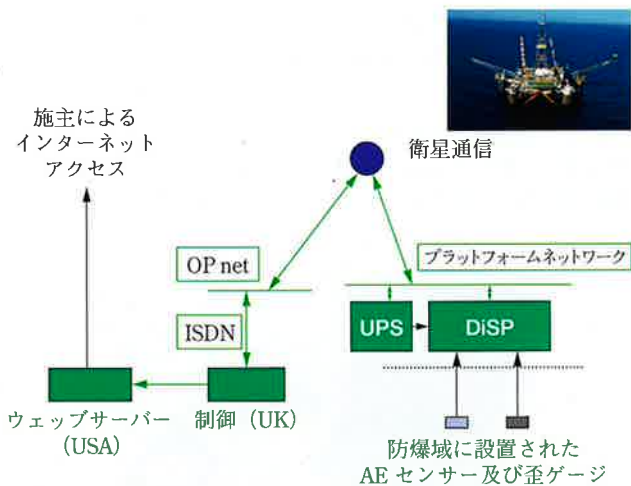 施主による
インターネット
アクセス
衛星通信
OP net
プラットフォームネットワーク
ISDN
UPS
DiSP
ウェッブサーバー
(USA)
制御（UK）
防爆域に設置された
AE センサー及び歪ゲージ